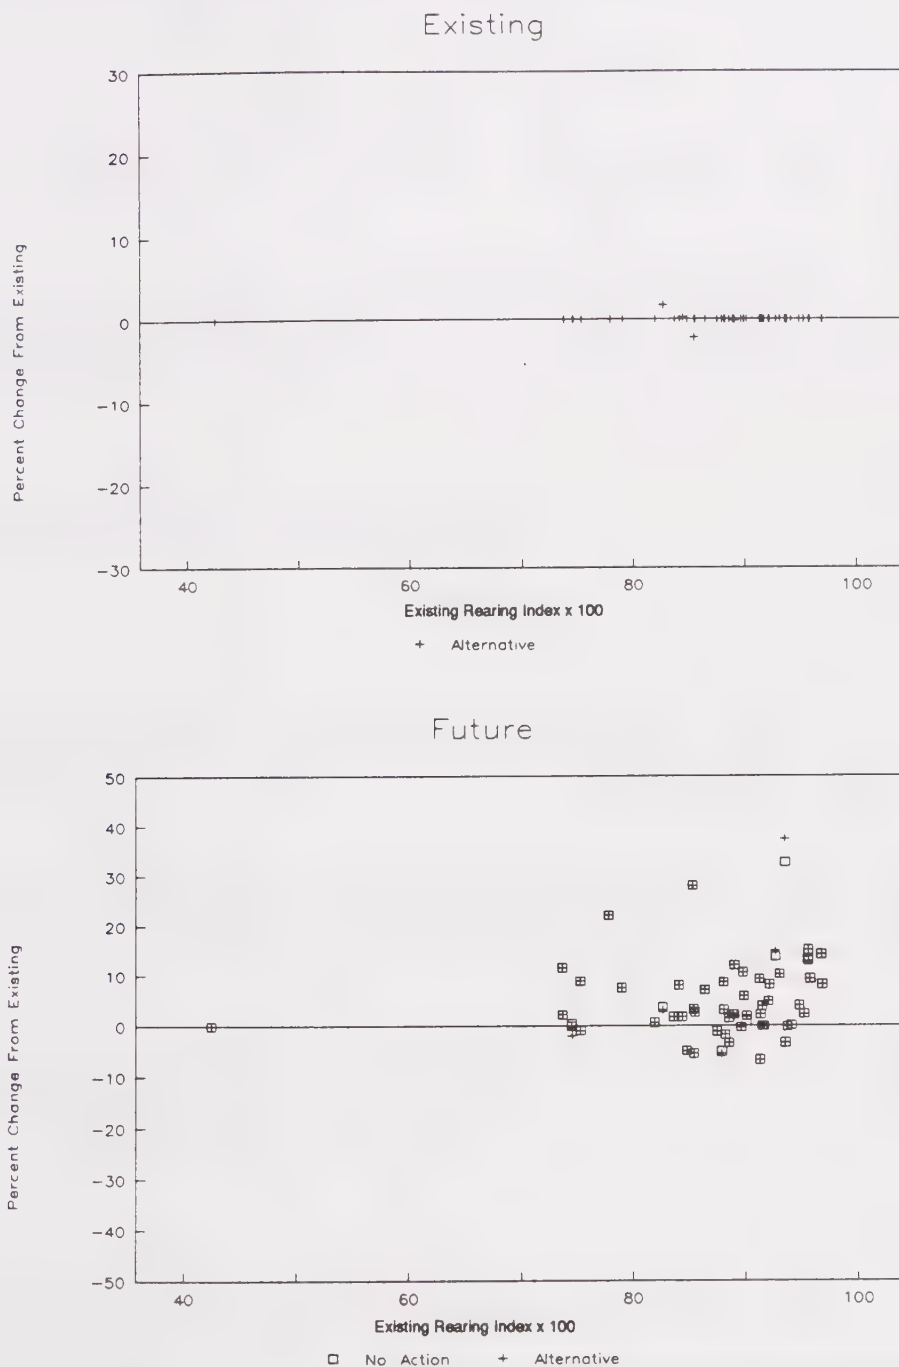 Existing
30
20
10
0
−10
−20
−30
Percent Change From Existing
40 60 80 100
Existing Rearing Index x 100
+ Alternative
Future
50
40
30
20
10
0
−10
−20
−30
−40
−50
Percent Change From Existing
40 60 80 100
Existing Rearing Index x 100
□ No Action + Alternative